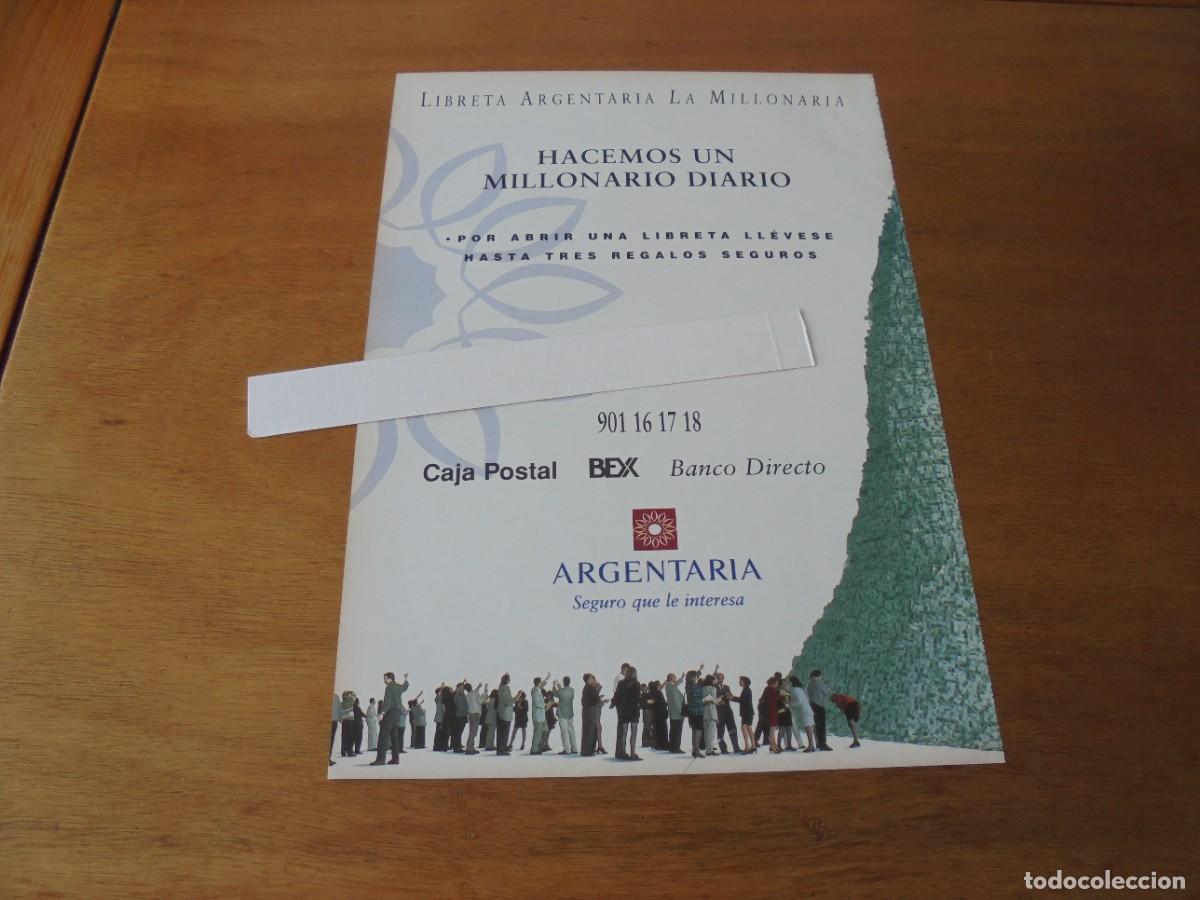 LIBRETA ARGENTARIA LA MILLONARIA
HACEMOS UN
MILLONARIO DIARIO
• POR ABRIR UNA LIBRETA LLÉVESE
HASTA TRES REGALOS SEGUROS
901 16 17 18
Caja Postal BEX Banco Directo
ARGENTARIA
Seguro que le interesa
todocoleccion